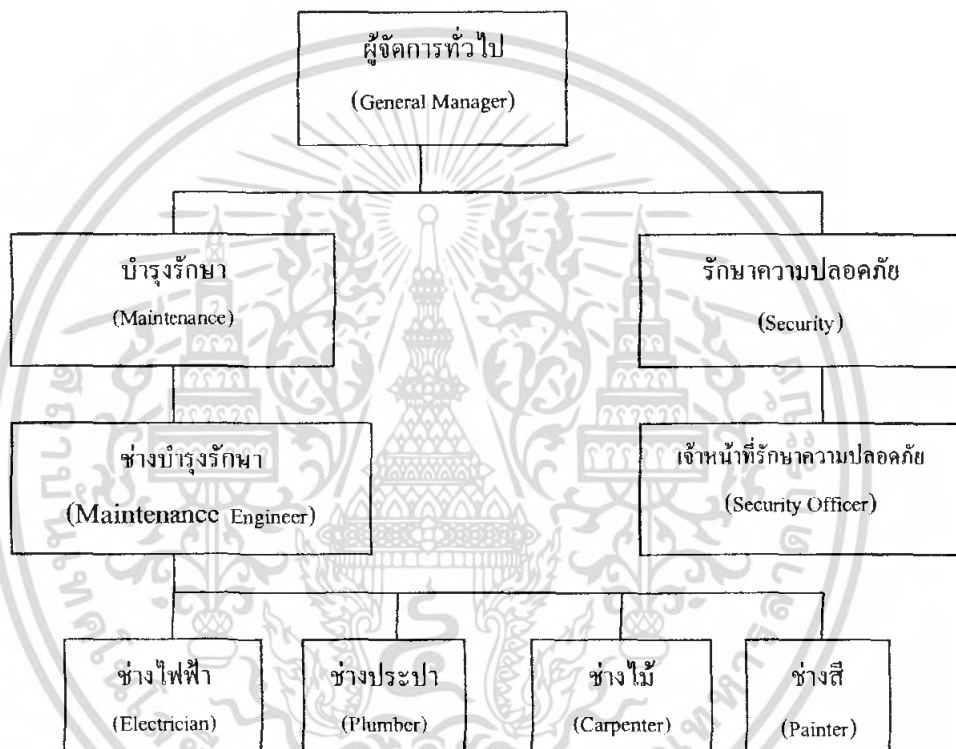 ผู้จัดการทั่วไป
(General Manager)
บำรุงรักษา
(Maintenance)
รักษาความปลอดภัย
(Security)
ช่างบำรุงรักษา
(Maintenance Engineer)
เจ้าหน้าที่รักษาความปลอดภัย
(Security Officer)
ช่างไฟฟ้า
(Electrician)
ช่างประปา
(Plumber)
ช่างไม้
(Carpenter)
ช่างสี
(Painter)